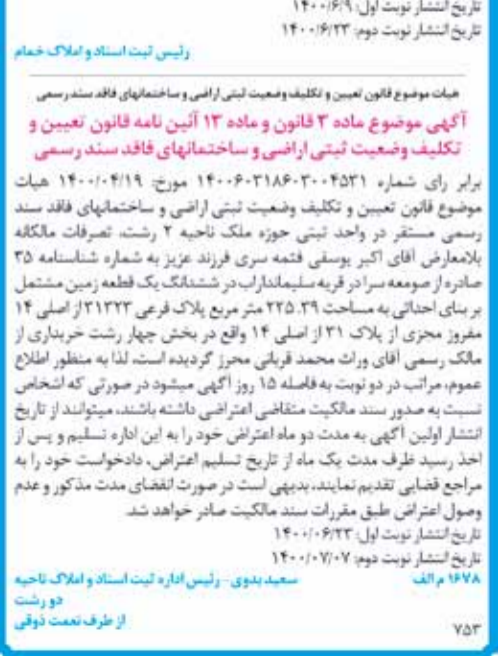 تاریخ انتشار نوبت اول: ۱۴۰۰/۶/۹
تاریخ انتشار نوبت دوم: ۱۴۰۰/۶/۲۳
رئیس ثبت اسناد و املاک خمام
هیات موضوع قانون تعیین و تکلیف وضعیت ثبتی اراضی و ساختمانهای فاقد سند رسمی
آگهی موضوع ماده ۳ قانون و ماده ۱۳ آئین نامه قانون تعیین و
تکلیف وضعیت ثبتی اراضی و ساختمانهای فاقد سند رسمی
برابر رای شماره ۱۴۰۰۶۰۳۱۸۶۰۳۰۰۴۵۳۱ مورخ: ۱۴۰۰/۰۴/۱۹ هیات
موضوع قانون تعیین و تکلیف وضعیت ثبتی اراضی و ساختمانهای فاقد سند
رسمی مستقر در واحد ثبتی حوزه ملک ناحیه ۲ رشت، تصرفات مالکانه
بلامعارض آقای اکبر یوسفی فتمه سری فرزند عزیز به شماره شناسنامه ۳۵
صادره از صومعه سرا در قریه سلیمانداراب در ششدانگ یک قطعه زمین مشتمل
بر بنای احداثی به مساحت ۲۲۵.۳۹ متر مربع پلاک فرعی ۳۱۳۲۳ از اصلی ۱۴
مفروز مجزی از پلاک ۳۱ از اصلی ۱۴ واقع در بخش چهار رشت خریداری از
مالک رسمی آقای وراث محمد قربانی محرز گردیده است، لذا به منظور اطلاع
عموم، مراتب در دو نوبت به فاصله ۱۵ روز آگهی میشود در صورتی که اشخاص
نسبت به صدور سند مالکیت متقاضی اعتراضی داشته باشند، میتوانند از تاریخ
انتشار اولین آگهی به مدت دو ماه اعتراض خود را به این اداره تسلیم و پس از
اخذ رسید ظرف مدت یک ماه از تاریخ تسلیم اعتراض، دادخواست خود را به
مراجع قضایی تقدیم نمایند، بدیهی است در صورت انقضای مدت مذکور و عدم
وصول اعتراض طبق مقررات سند مالکیت صادر خواهد شد.
تاریخ انتشار نوبت اول: ۱۴۰۰/۰۶/۲۳
تاریخ انتشار نوبت دوم: ۱۴۰۰/۰۷/۰۷
۱۶۷۸ م الف سعید بدوی- رئیس اداره ثبت اسناد و املاک ناحیه
دو رشت
از طرف نعمت ذوقی
۷۵۳